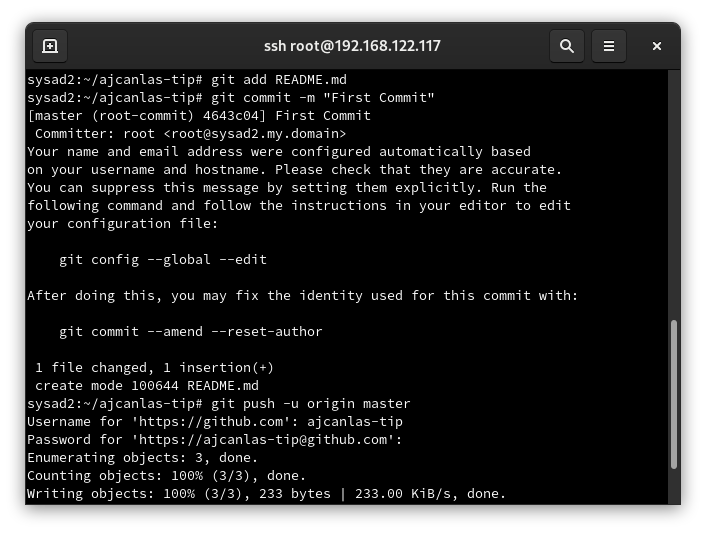 ssh root@192.168.122.117
sysad2:~/ajcanlas-tip# git add README.md
sysad2:~/ajcanlas-tip# git commit -m "First Commit"
[master (root-commit) 4643c04] First Commit
 Committer: root <root@sysad2.my.domain>
Your name and email address were configured automatically based
on your username and hostname. Please check that they are accurate.
You can suppress this message by setting them explicitly. Run the
following command and follow the instructions in your editor to edit
your configuration file:

    git config --global --edit

After doing this, you may fix the identity used for this commit with:

    git commit --amend --reset-author

 1 file changed, 1 insertion(+)
 create mode 100644 README.md
sysad2:~/ajcanlas-tip# git push -u origin master
Username for 'https://github.com': ajcanlas-tip
Password for 'https://ajcanlas-tip@github.com':
Enumerating objects: 3, done.
Counting objects: 100% (3/3), done.
Writing objects: 100% (3/3), 233 bytes | 233.00 KiB/s, done.